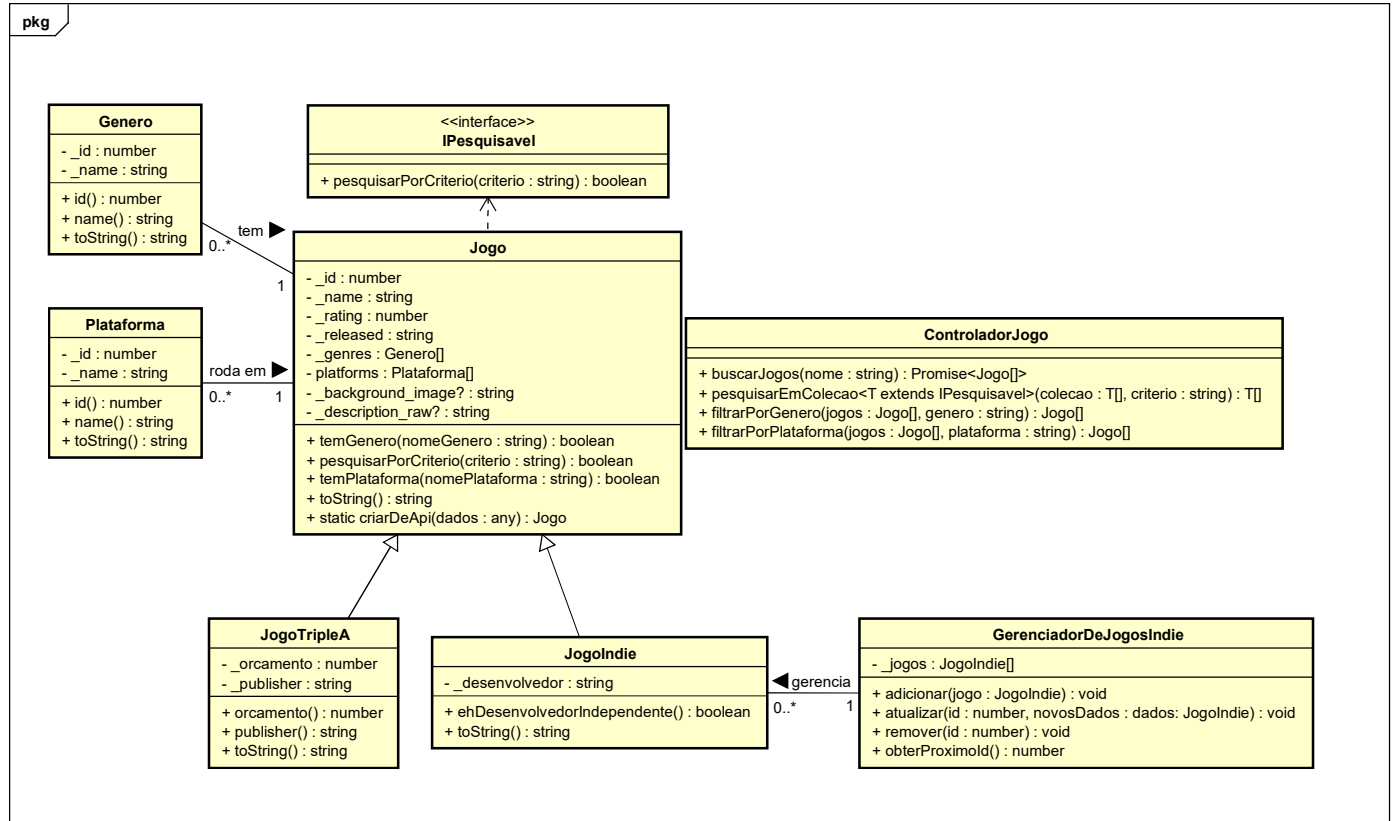 pkg
Genero
- _id : number
- _name : string
+ id() : number
+ name() : string
+ toString() : string
<<interface>>
IPesquisavel
+ pesquisarPorCriterio(criterio : string) : boolean
tem
0..*
1
Plataforma
- _id : number
- _name : string
+ id() : number
+ name() : string
+ toString() : string
roda em
0..*
1
Jogo
- _id : number
- _name : string
- _rating : number
- _released : string
- _genres : Genero[]
- platforms : Plataforma[]
- _background_image? : string
- _description_raw? : string
+ temGenero(nomeGenero : string) : boolean
+ pesquisarPorCriterio(criterio : string) : boolean
+ temPlataforma(nomePlataforma : string) : boolean
+ toString() : string
+ static criarDeApi(dados : any) : Jogo
ControladorJogo
+ buscarJogos(nome : string) : Promise<Jogo[]>
+ pesquisarEmColecao<T extends IPesquisavel>(colecao : T[], criterio : string) : T[]
+ filtrarPorGenero(jogos : Jogo[], genero : string) : Jogo[]
+ filtrarPorPlataforma(jogos : Jogo[], plataforma : string) : Jogo[]
JogoTripleA
- _orcamento : number
- _publisher : string
+ orcamento() : number
+ publisher() : string
+ toString() : string
JogoIndie
- _desenvolvedor : string
+ ehDesenvolvedorIndependente() : boolean
+ toString() : string
gerencia
0..*
1
GerenciadorDeJogosIndie
- _jogos : JogoIndie[]
+ adicionar(jogo : JogoIndie) : void
+ atualizar(id : number, novosDados : dados: JogoIndie) : void
+ remover(id : number) : void
+ obterProximoId() : number